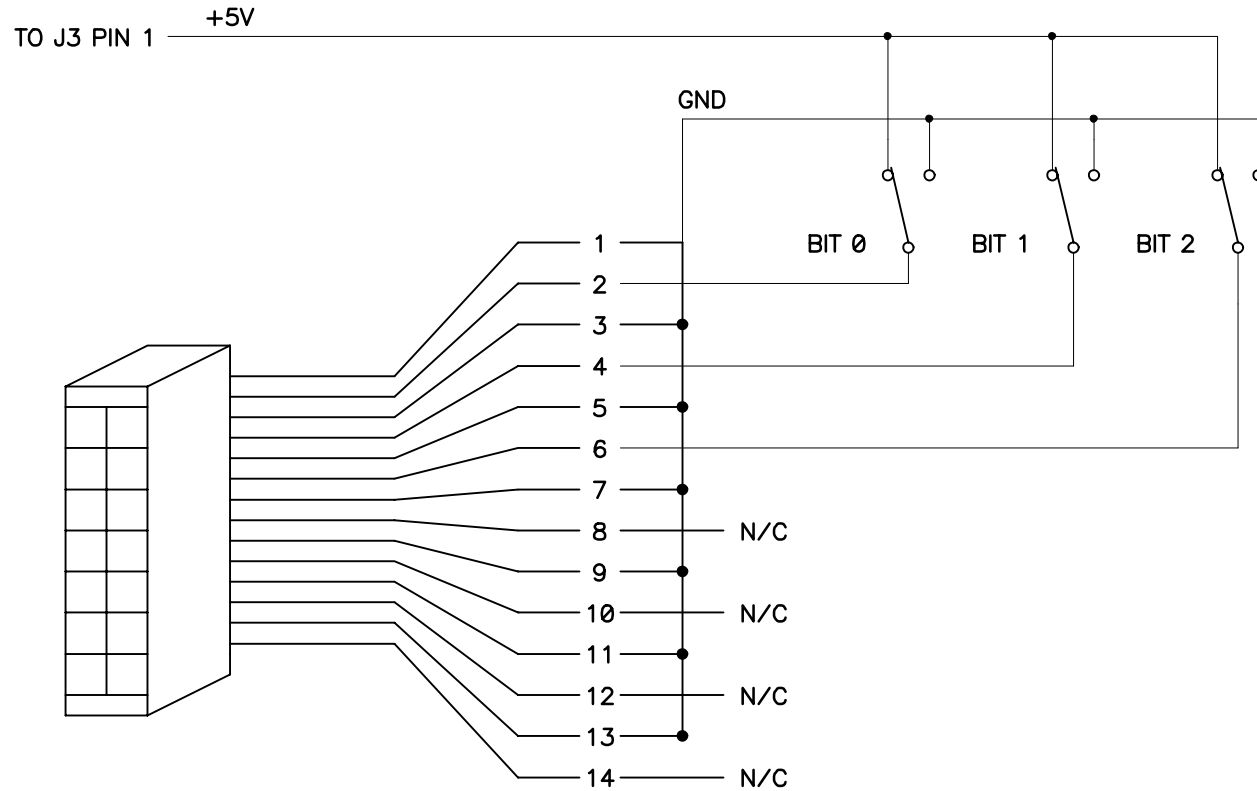 +5V
TO J3 PIN 1
GND
BIT 0 BIT 1 BIT 2
1
2
3
4
5
6
7
8 N/C
9
10 N/C
11
12 N/C
13
14 N/C